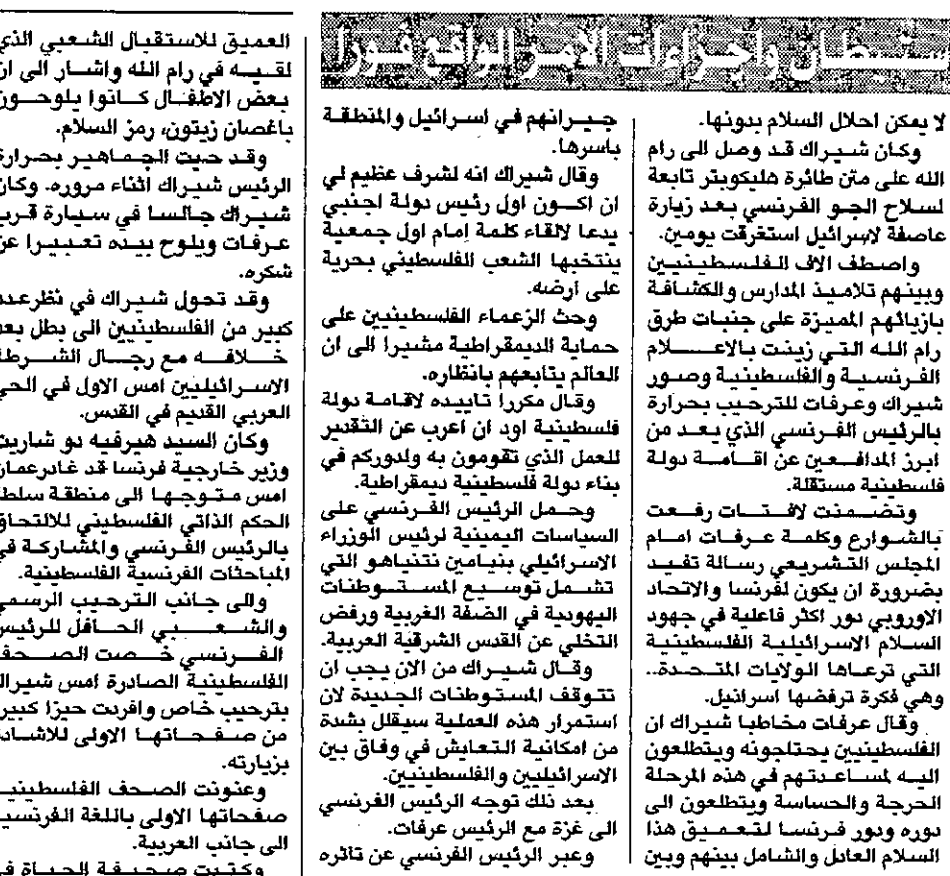 ستيطان واجراءات الامر الواقع فورا
لا يمكن احلال السلام بدونها.
وكان شيراك قد وصل الى رام
الله على متن طائرة هليكوبتر تابعة
لسلاح الجو الفرنسي بعد زيارة
عاصفة لاسرائيل استغرقت يومين.
واصطف الاف الفلسطينيين
وبينهم تلاميذ المدارس والكشافة
بازيائهم المميزة على جنبات طرق
رام الله التي زينت بالاعلام
الفرنسية والفلسطينية وصور
شيراك وعرفات للترحيب بحرارة
بالرئيس الفرنسي الذي يعد من
ابرز المدافعين عن اقامة دولة
فلسطينية مستقلة.
وتضمنت لافتات رفعت
بالشوارع وكلمة عرفات امام
المجلس التشريعي رسالة تفيد
بضرورة ان يكون لفرنسا والاتحاد
الاوروبي دور اكثر فاعلية في جهود
السلام الاسرائيلية الفلسطينية
التي ترعاها الولايات المتحدة..
وهي فكرة ترفضها اسرائيل.
وقال عرفات مخاطبا شيراك ان
الفلسطينيين يحتاجونه ويتطلعون
اليه لمساعدتهم في هذه المرحلة
الحرجة والحساسة ويتطلعون الى
دوره ودور فرنسا لتعميق هذا
السلام العادل والشامل بينهم وبين
جيرانهم في اسرائيل والمنطقة
باسرها.
وقال شيراك انه لشرف عظيم لي
ان اكون اول رئيس دولة اجنبي
يدعا لالقاء كلمة امام اول جمعية
ينتخبها الشعب الفلسطيني بحرية
على ارضه.
وحث الزعماء الفلسطينيين على
حماية الديمقراطية مشيرا الى ان
العالم يتابعهم بانظاره.
وقال مكررا تاييده لاقامة دولة
فلسطينية اود ان اعرب عن التقدير
للعمل الذي تقومون به ولدوركم في
بناء دولة فلسطينية ديمقراطية.
وحمل الرئيس الفرنسي على
السياسات اليمينية لرئيس الوزراء
الاسرائيلي بنيامين نتنياهو التي
تشمل توسيع المستوطنات
اليهودية في الضفة الغربية ورفض
التخلي عن القدس الشرقية العربية.
وقال شيراك من الان يجب ان
تتوقف المستوطنات الجديدة لان
استمرار هذه العملية سيقلل بشدة
من امكانية التعايش في وفاق بين
الاسرائيليين والفلسطينيين.
بعد ذلك توجه الرئيس الفرنسي
الى غزة مع الرئيس عرفات.
وعبر الرئيس الفرنسي عن تاثره
العميق للاستقبال الشعبي الذي
لقيه في رام الله واشار الى ان
بعض الاطفال كانوا يلوحون
باغصان زيتون، رمز السلام.
وقد حيت الجماهير بحرارة
الرئيس شيراك اثناء مروره. وكان
شيراك جالسا في سيارة قرب
عرفات ويلوح بيده تعبيرا عن
شكره.
وقد تحول شيراك في نظر عدد
كبير من الفلسطينيين الى بطل بعد
خلافه مع رجال الشرطة
الاسرائيليين امس الاول في الحي
العربي القديم في القدس.
وكان السيد هيرفيه دو شاريت
وزير خارجية فرنسا قد غادر عمان
امس متوجها الى منطقة سلطة
الحكم الذاتي الفلسطيني للالتحاق
بالرئيس الفرنسي والمشاركة في
المباحثات الفرنسية الفلسطينية.
والى جانب الترحيب الرسمي
والشعبي الحافل للرئيس
الفرنسي خصت الصحف
الفلسطينية الصادرة امس شيراك
بترحيب خاص وافردت حيزا كبيرا
من صفحاتها الاولى للاشادة
بزيارته.
وعنونت الصحف الفلسطينية
صفحاتها الاولى باللغة الفرنسية
الى جانب العربية.
وكتبت صحيفة الحياة في